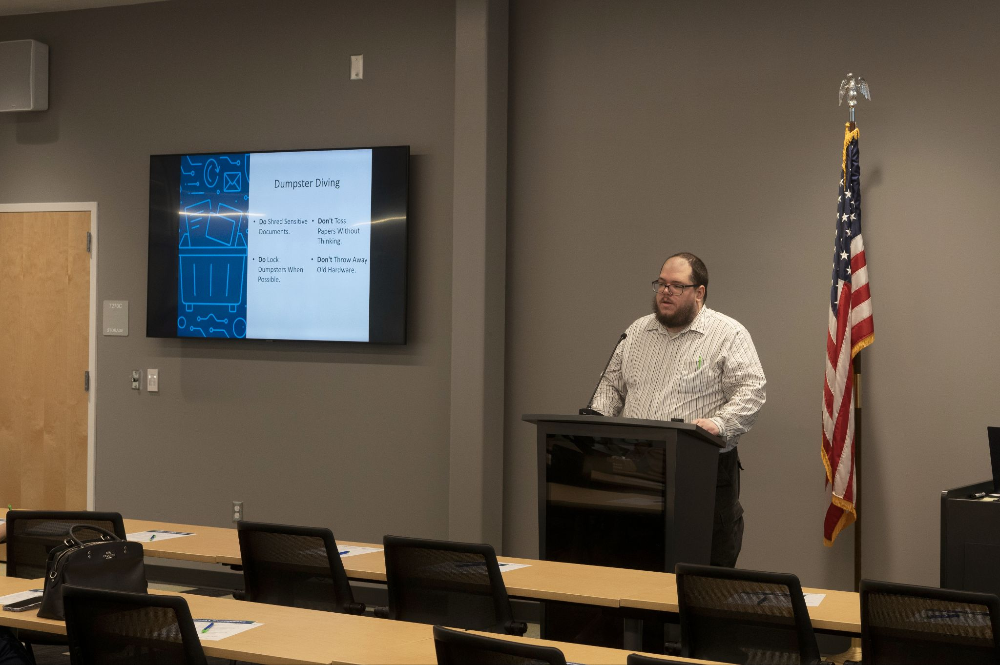 Dumpster Diving
• Do Shred Sensitive
Documents.
• Do Lock
Dumpsters When
Possible.
• Don't Toss
Papers Without
Thinking.
• Don't Throw Away
Old Hardware.
7270C
STORAGE
COACH